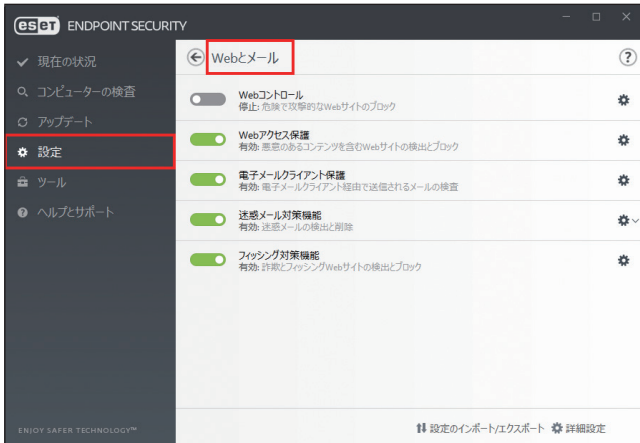 eset ENDPOINT SECURITY
現在の状況
コンピューターの検査
アップデート
設定
ツール
ヘルプとサポート
ENJOY SAFER TECHNOLOGY™
Webとメール
?
Webコントロール
停止: 危険で攻撃的なWebサイトのブロック
Webアクセス保護
有効: 悪意のあるコンテンツを含むWebサイトの検出とブロック
電子メールクライアント保護
有効: 電子メールクライアント経由で送信されるメールの検査
迷惑メール対策機能
有効: 迷惑メールの検出と削除
フィッシング対策機能
有効: 詐欺とフィッシングWebサイトの検出とブロック
設定のインポート/エクスポート 詳細設定